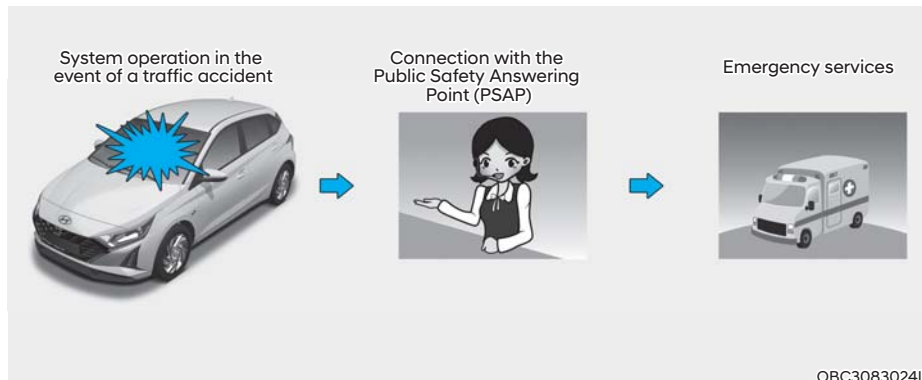 System operation in the
event of a traffic accident
Connection with the
Public Safety Answering
Point (PSAP)
Emergency services
OBC3083024L